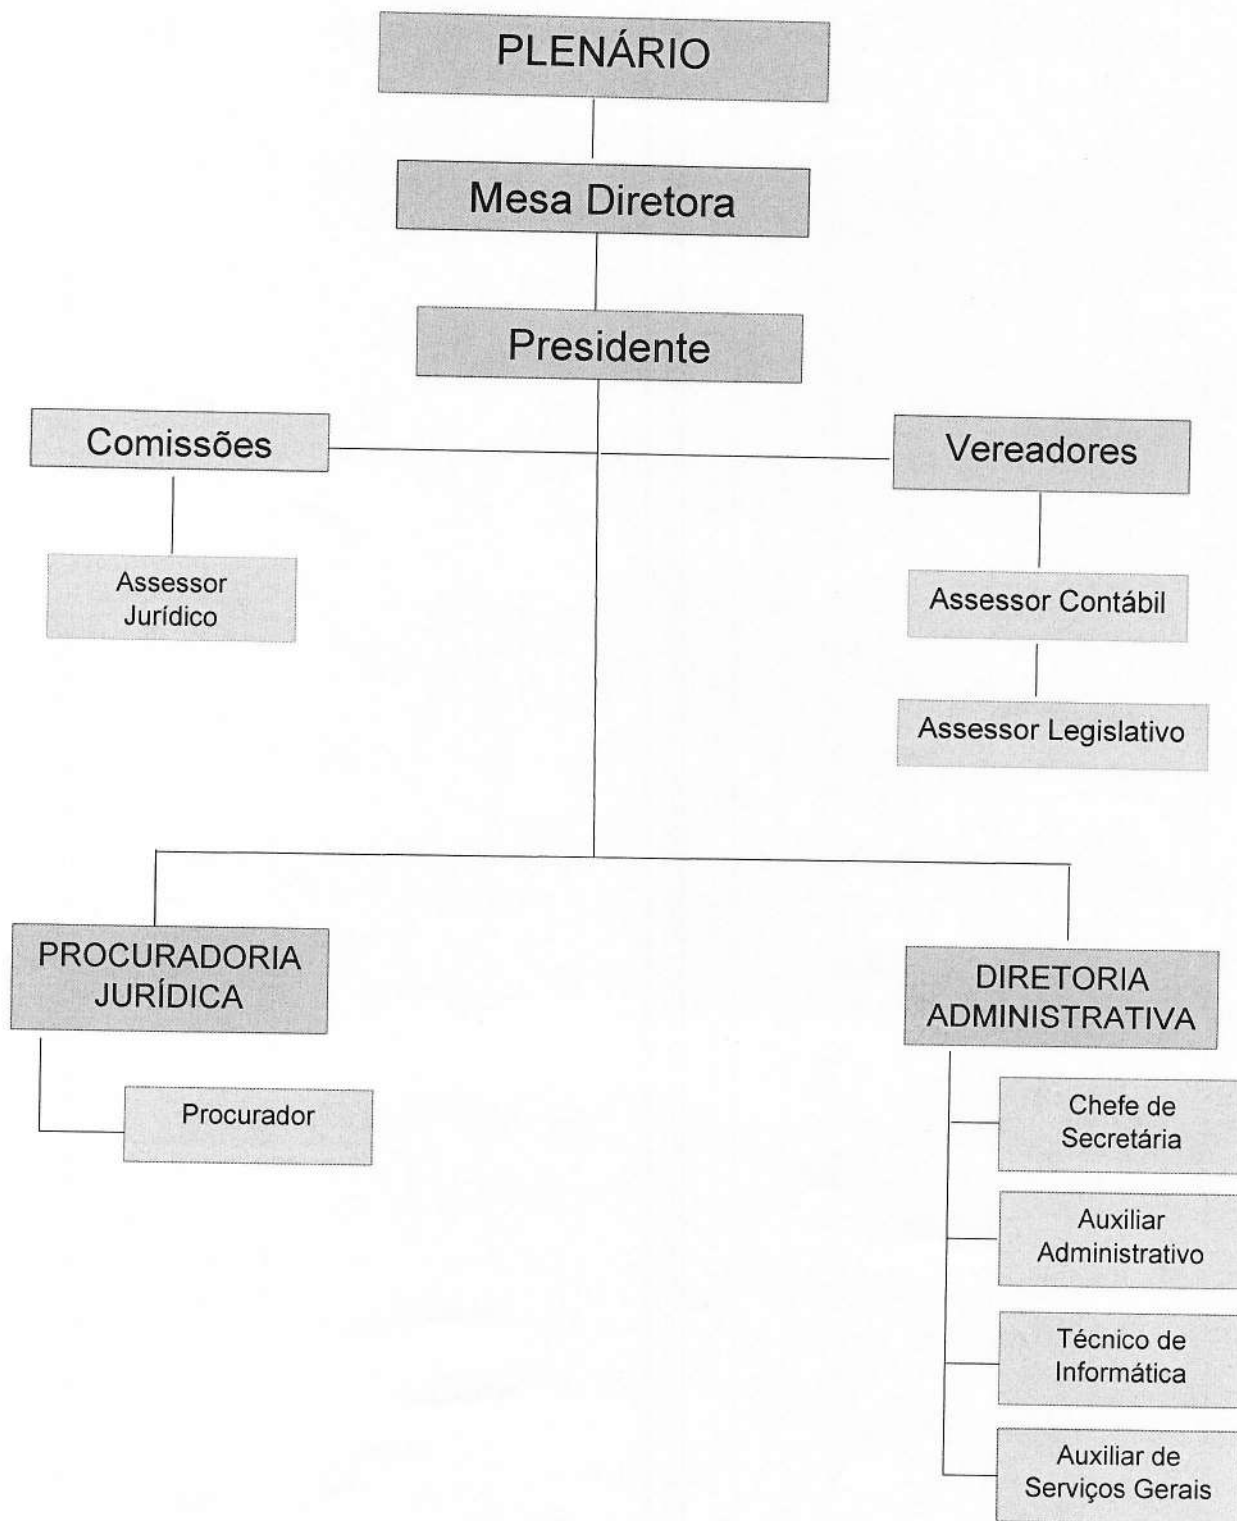 PLENÁRIO
Mesa Diretora
Presidente
Comissões
Vereadores
Assessor
Jurídico
Assessor Contábil
Assessor Legislativo
PROCURADORIA
JURÍDICA
DIRETORIA
ADMINISTRATIVA
Procurador
Chefe de
Secretária
Auxiliar
Administrativo
Técnico de
Informática
Auxiliar de
Serviços Gerais